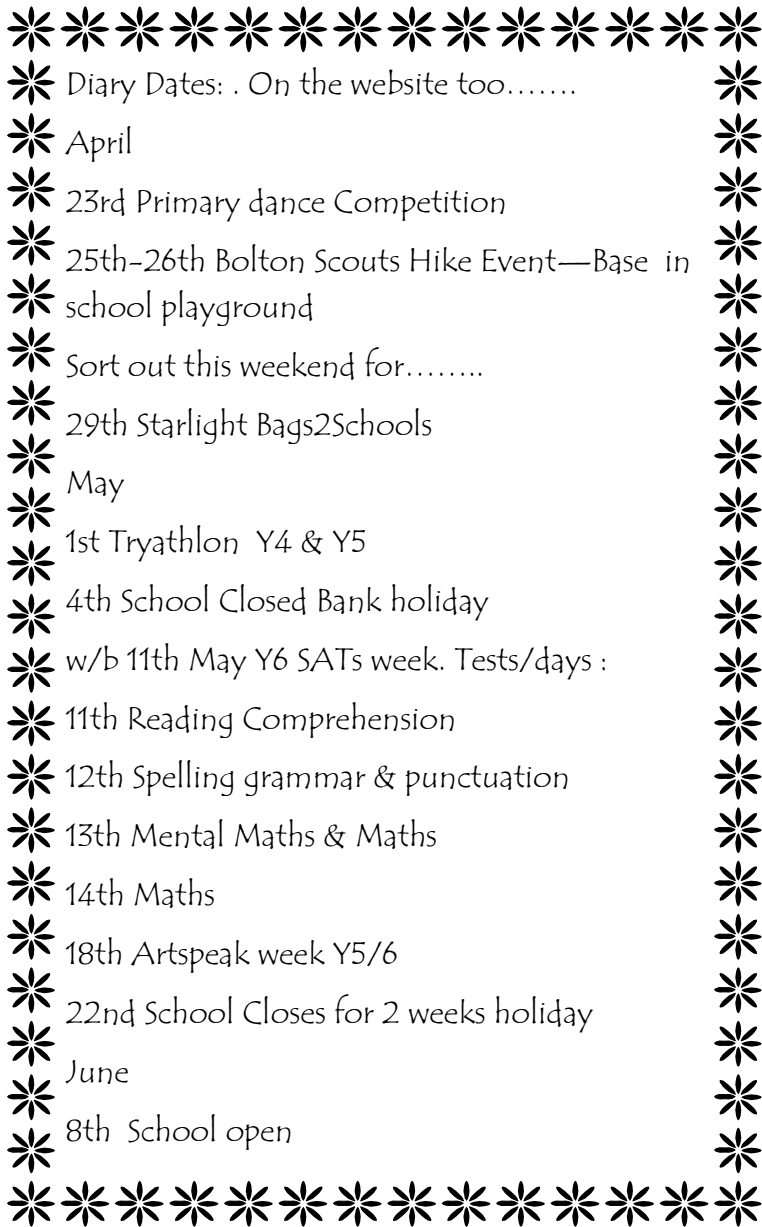 Diary Dates: . On the website too…….
April
23rd Primary dance Competition
25th-26th Bolton Scouts Hike Event—Base  in
school playground
Sort out this weekend for……..
29th Starlight Bags2Schools
May
1st Tryathlon  Y4 & Y5
4th School Closed Bank holiday
w/b 11th May Y6 SATs week. Tests/days :
11th Reading Comprehension
12th Spelling grammar & punctuation
13th Mental Maths & Maths
14th Maths
18th Artspeak week Y5/6
22nd School Closes for 2 weeks holiday
June
8th  School open